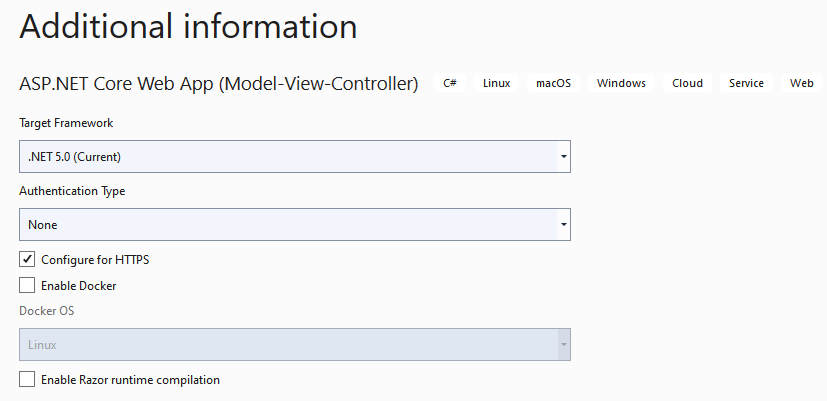 Additional information
ASP.NET Core Web App (Model-View-Controller) C# Linux macOS Windows Cloud Service Web
Target Framework
.NET 5.0 (Current)
Authentication Type
None
Configure for HTTPS
Enable Docker
Docker OS
Linux
Enable Razor runtime compilation